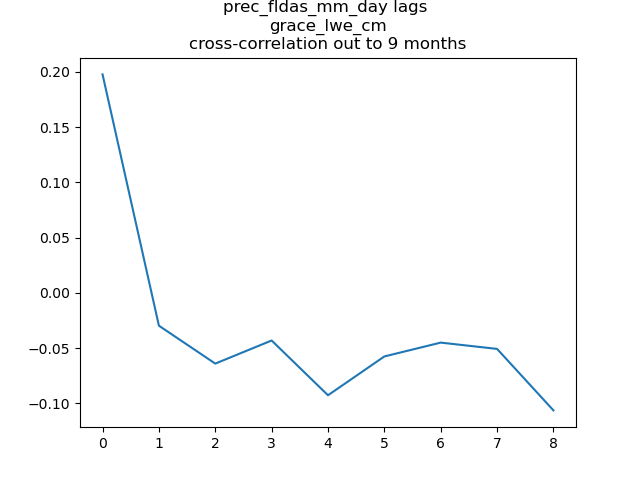 prec_fldas_mm_day lags
grace_lwe_cm
cross-correlation out to 9 months
0.20
0.15
0.10
0.05
0.00
−0.05
−0.10
0 1 2 3 4 5 6 7 8